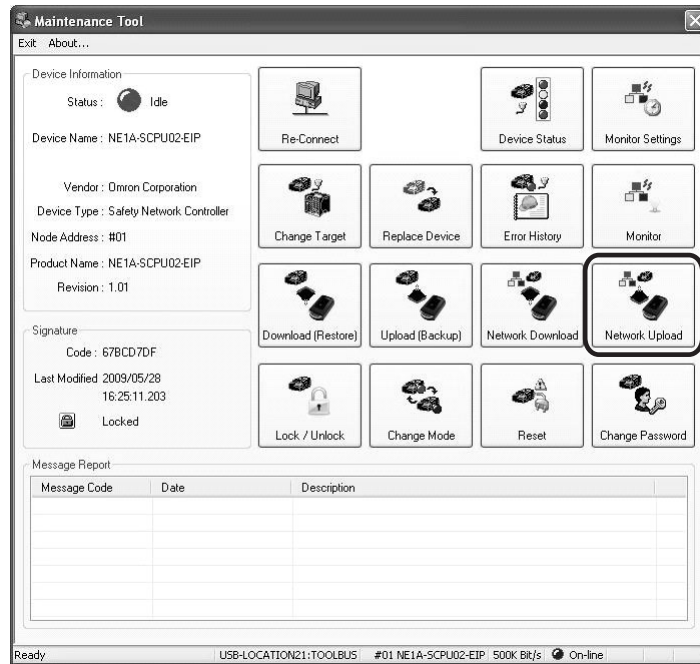 Maintenance Tool
Exit About...
Device Information
Status : Idle
Device Name : NE1A-SCPU02-EIP
Vendor : Omron Corporation
Device Type : Safety Network Controller
Node Address : #01
Product Name : NE1A-SCPU02-EIP
Revision : 1.01
Signature
Code : 67BCD7DF
Last Modified 2009/05/28
16:25:11.203
Locked
Re-Connect
Device Status
Monitor Settings
Change Target
Replace Device
Error History
Monitor
Download (Restore)
Upload (Backup)
Network Download
Network Upload
Lock / Unlock
Change Mode
Reset
Change Password
Message Report
Message Code Date Description
Ready USB-LOCATION21:TOOLBUS #01 NE1A-SCPU02-EIP 500K Bit/s On-line